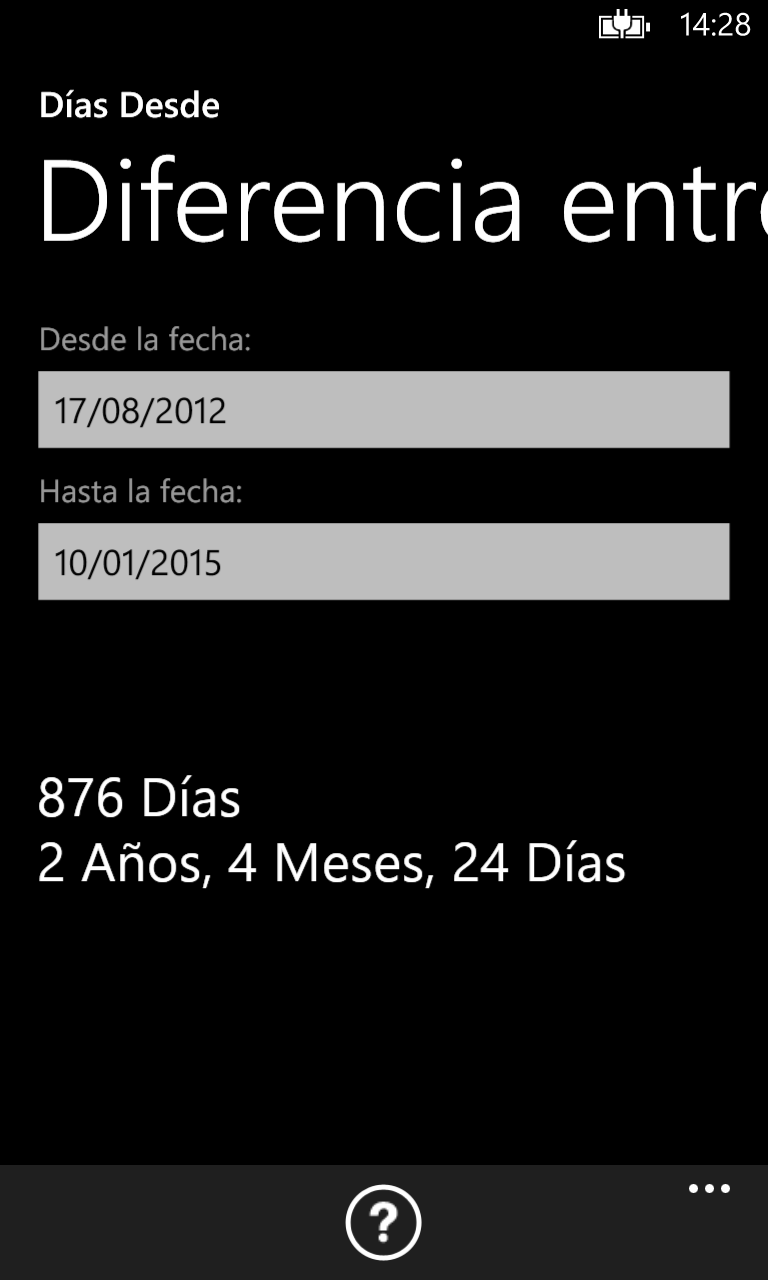 14:28
Días Desde
Diferencia entre
Desde la fecha:
17/08/2012
Hasta la fecha:
10/01/2015
876 Días
2 Años, 4 Meses, 24 Días
?